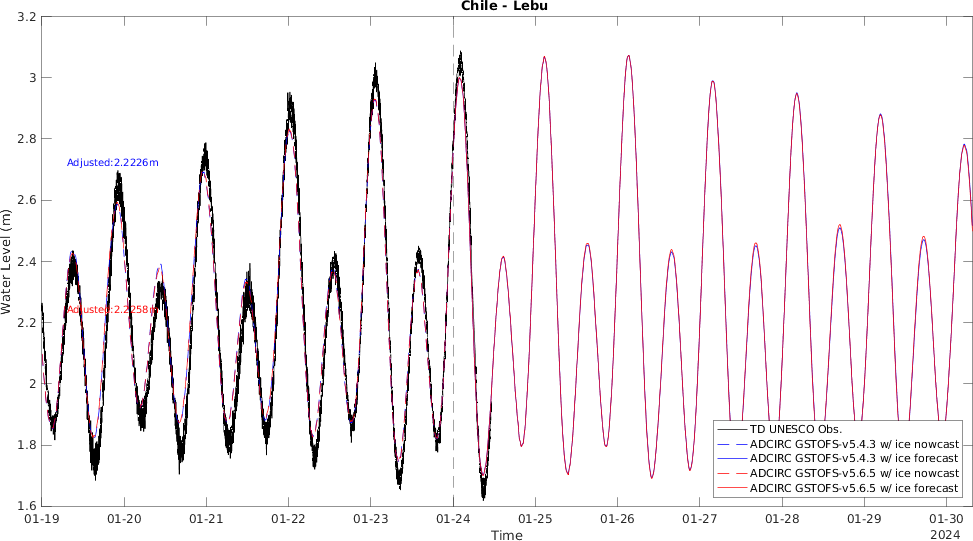 Chile - Lebu
3.2
3
2.8
2.6
2.4
2.2
2
1.8
1.6
Water Level (m)
Adjusted:2.2226m
Adjusted:2.2258m
TD UNESCO Obs.
ADCIRC GSTOFS-v5.4.3 w/ ice nowcast
ADCIRC GSTOFS-v5.4.3 w/ ice forecast
ADCIRC GSTOFS-v5.6.5 w/ ice nowcast
ADCIRC GSTOFS-v5.6.5 w/ ice forecast
01-19 01-20 01-21 01-22 01-23 01-24 01-25 01-26 01-27 01-28 01-29 01-30
Time
2024